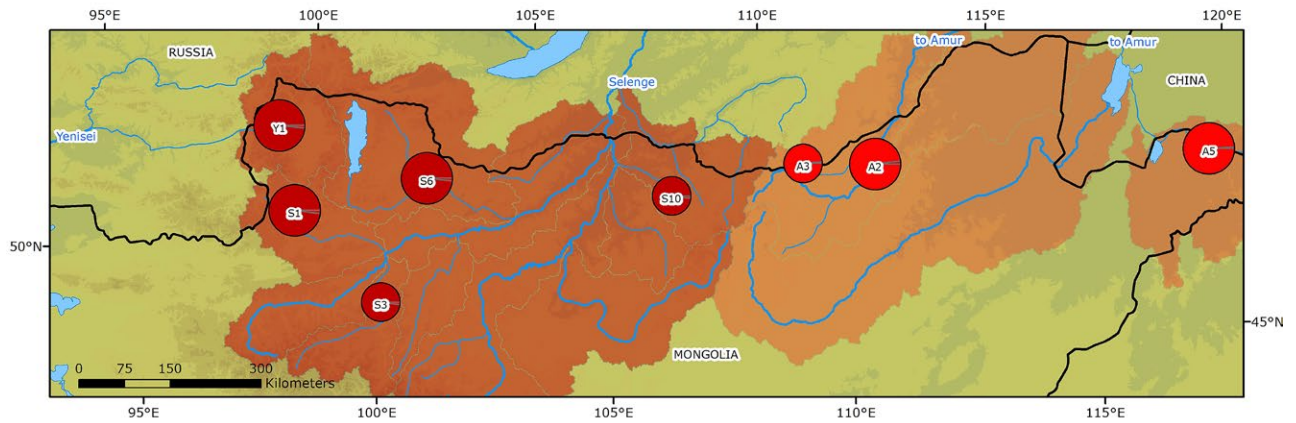 95°E 100°E 105°E 110°E 115°E 120°E
to Amur to Amur
RUSSIA
CHINA
Selenge
Yenisei
Y1
A5
A3 A2
S6
S10
S1
50°N
S3
45°N
MONGOLIA
0 75 150 300
Kilometers
95°E 100°E 105°E 110°E 115°E